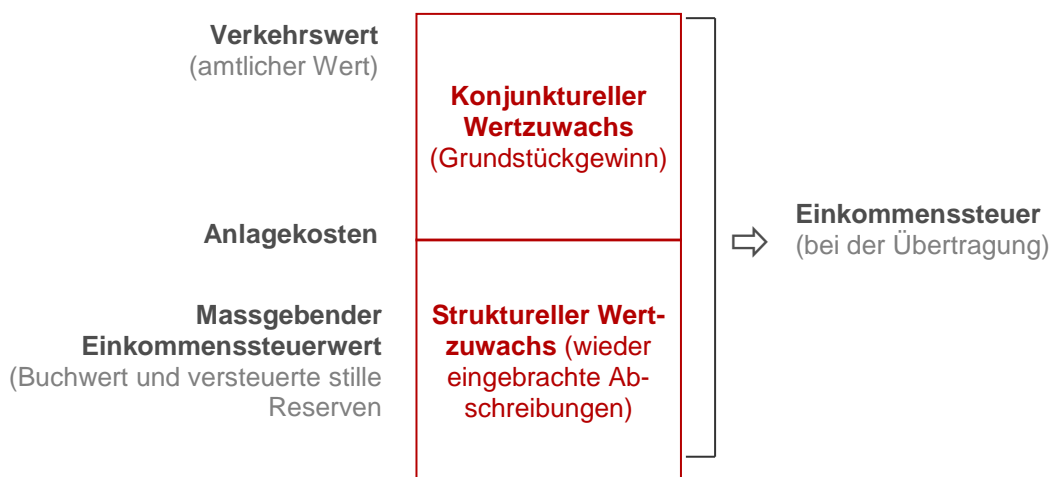 Verkehrswert
(amtlicher Wert)
Konjunktureller
Wertzuwachs
(Grundstückgewinn)
Anlagekosten
Einkommenssteuer
(bei der Übertragung)
Massgebender
Einkommenssteuerwert
(Buchwert und versteuerte stille
Reserven
Struktureller Wert-
zuwachs (wieder
eingebrachte Ab-
schreibungen)